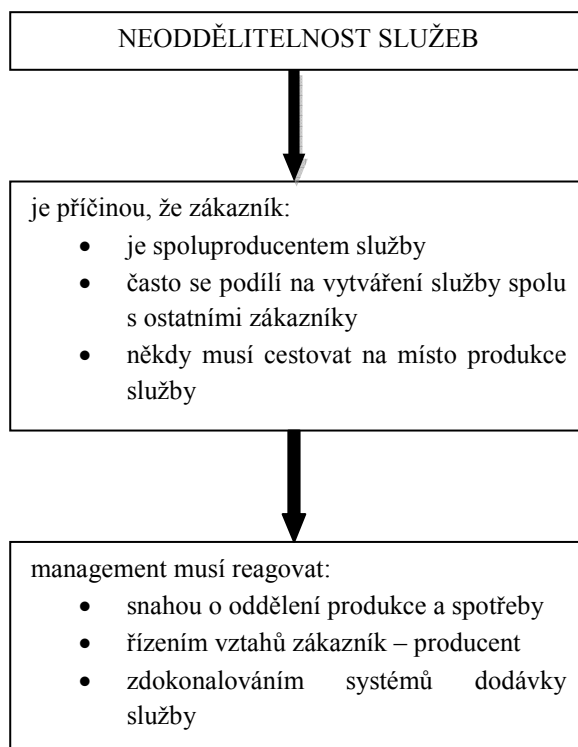 NEODDĚLITELNOST SLUŽEB
je příčinou, že zákazník:
• je spoluproducentem služby
• často se podílí na vytváření služby spolu
s ostatními zákazníky
• někdy musí cestovat na místo produkce
služby
management musí reagovat:
• snahou o oddělení produkce a spotřeby
• řízením vztahů zákazník – producent
• zdokonalováním systémů dodávky
služby